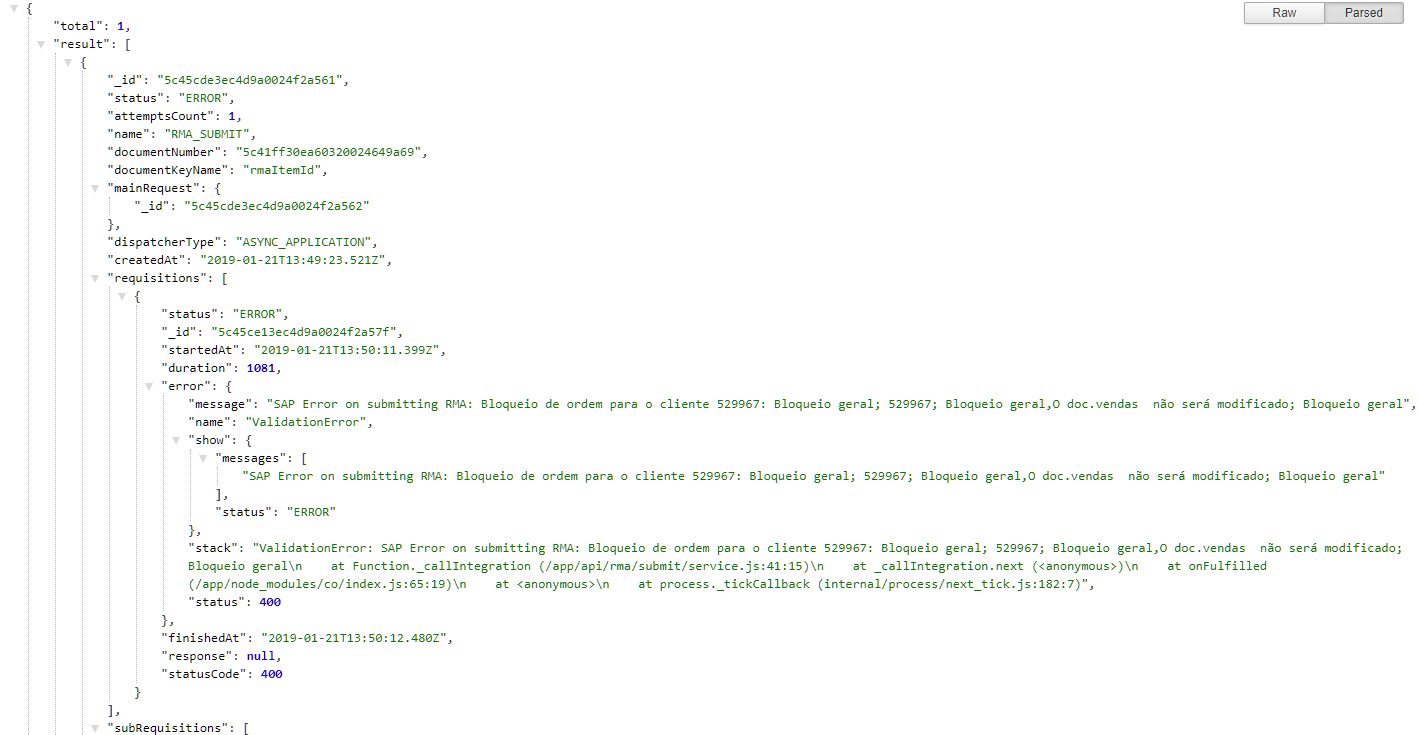 {
Raw Parsed
"total": 1,
"result": [
{
"_id": "5c45cde3ec4d9a0024f2a561",
"status": "ERROR",
"attemptsCount": 1,
"name": "RMA_SUBMIT",
"documentNumber": "5c41ff30ea60320024649a69",
"documentKeyName": "rmaItemId",
"mainRequest": {
"_id": "5c45cde3ec4d9a0024f2a562"
},
"dispatcherType": "ASYNC_APPLICATION",
"createdAt": "2019-01-21T13:49:23.521Z",
"requisitions": [
{
"status": "ERROR",
"_id": "5c45ce13ec4d9a0024f2a57f",
"startedAt": "2019-01-21T13:50:11.399Z",
"duration": 1081,
"error": {
"message": "SAP Error on submitting RMA: Bloqueio de ordem para o cliente 529967: Bloqueio geral; 529967; Bloqueio geral,O doc.vendas  não será modificado; Bloqueio geral",
"name": "ValidationError",
"show": {
"messages": [
"SAP Error on submitting RMA: Bloqueio de ordem para o cliente 529967: Bloqueio geral; 529967; Bloqueio geral,O doc.vendas  não será modificado; Bloqueio geral"
],
"status": "ERROR"
},
"stack": "ValidationError: SAP Error on submitting RMA: Bloqueio de ordem para o cliente 529967: Bloqueio geral; 529967; Bloqueio geral,O doc.vendas  não será modificado;
Bloqueio geral\n    at Function._callIntegration (/app/api/rma/submit/service.js:41:15)\n    at _callIntegration.next (<anonymous>)\n    at onFulfilled
(/app/node_modules/co/index.js:65:19)\n    at <anonymous>\n    at process._tickCallback (internal/process/next_tick.js:182:7)",
"status": 400
},
"finishedAt": "2019-01-21T13:50:12.480Z",
"response": null,
"statusCode": 400
}
],
"subRequisitions": [